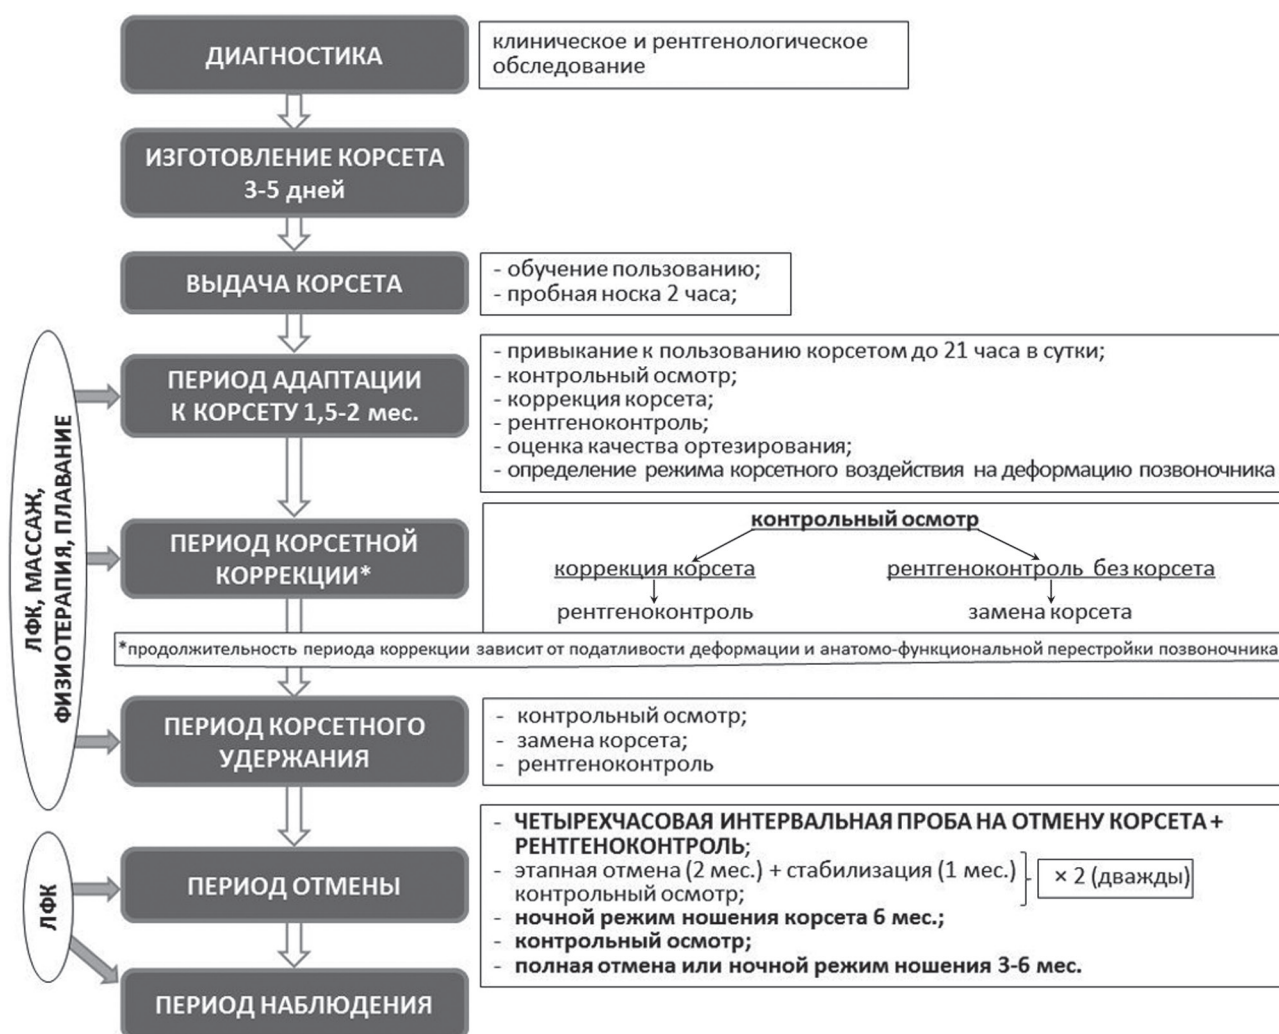 ДИАГНОСТИКА
клиническое и рентгенологическое
обследование
ИЗГОТОВЛЕНИЕ КОРСЕТА
3-5 дней
ВЫДАЧА КОРСЕТА
- обучение пользованию;
- пробная носка 2 часа;
ЛФК, МАССАЖ,
ФИЗИОТЕРАПИЯ, ПЛАВАНИЕ
ПЕРИОД АДАПТАЦИИ
К КОРСЕТУ 1,5-2 мес.
- привыкание к пользованию корсетом до 21 часа в сутки;
- контрольный осмотр;
- коррекция корсета;
- рентгеноконтроль;
- оценка качества ортезирования;
- определение режима корсетного воздействия на деформацию позвоночника
ПЕРИОД КОРСЕТНОЙ
КОРРЕКЦИИ*
контрольный осмотр
коррекция корсета
рентгеноконтроль без корсета
рентгеноконтроль
замена корсета
*продолжительность периода коррекции зависит от податливости деформации и анатомо-функциональной перестройки позвоночника
ПЕРИОД КОРСЕТНОГО
УДЕРЖАНИЯ
- контрольный осмотр;
- замена корсета;
- рентгеноконтроль
ЛФК
ПЕРИОД ОТМЕНЫ
- ЧЕТЫРЕХЧАСОВАЯ ИНТЕРВАЛЬНАЯ ПРОБА НА ОТМЕНУ КОРСЕТА +
РЕНТГЕНОКОНТРОЛЬ;
- этапная отмена (2 мес.) + стабилизация (1 мес.)
контрольный осмотр;
× 2 (дважды)
- ночной режим ношения корсета 6 мес.;
- контрольный осмотр;
- полная отмена или ночной режим ношения 3-6 мес.
ПЕРИОД НАБЛЮДЕНИЯ